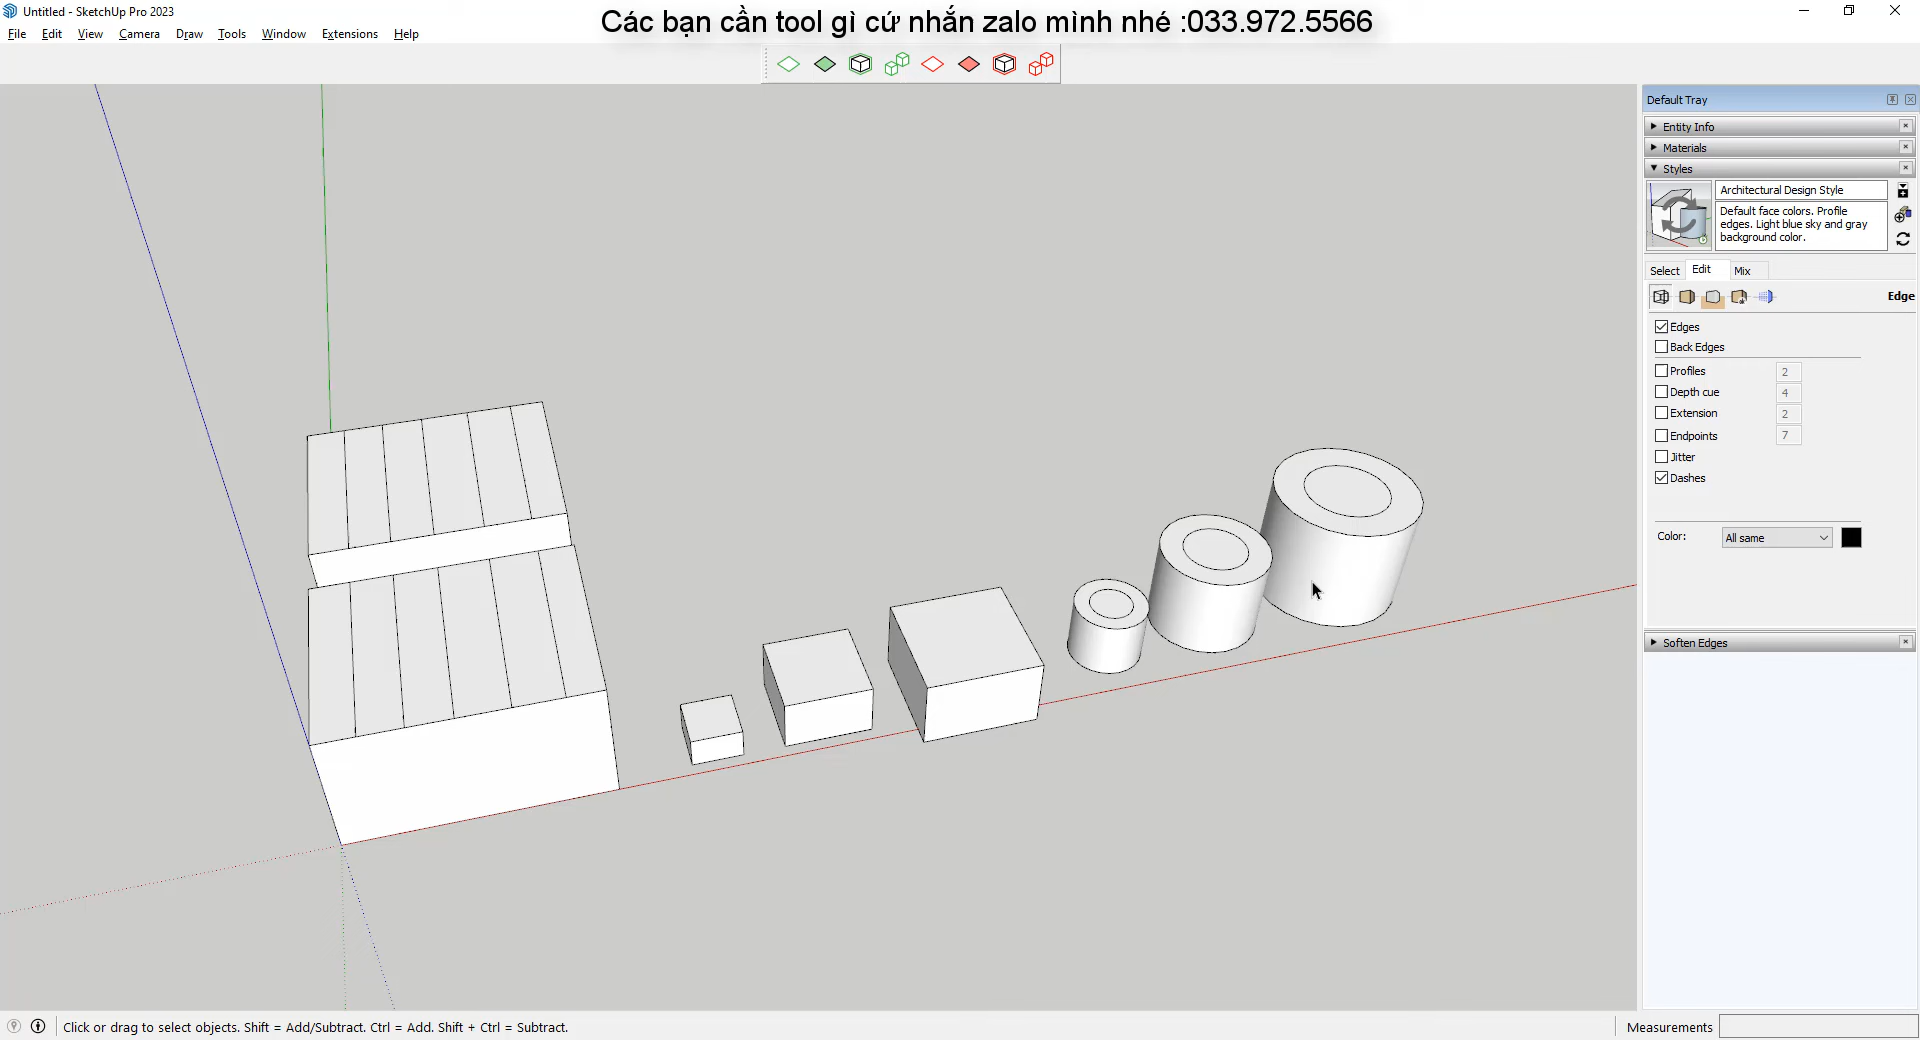 Untitled - SketchUp Pro 2023
Các bạn cần tool gì cứ nhắn zalo mình nhé :033.972.5566
File Edit View Camera Draw Tools Window Extensions Help
Default Tray
Entity Info
Materials
Styles
Architectural Design Style
Default face colors. Profile
edges. Light blue sky and gray
background color.
Select Edit Mix
Edge
Edges
Back Edges
Profiles 2
Depth cue 4
Extension 2
Endpoints 7
Jitter
Dashes
Color: All same
Soften Edges
Click or drag to select objects. Shift = Add/Subtract. Ctrl = Add. Shift + Ctrl = Subtract.
Measurements